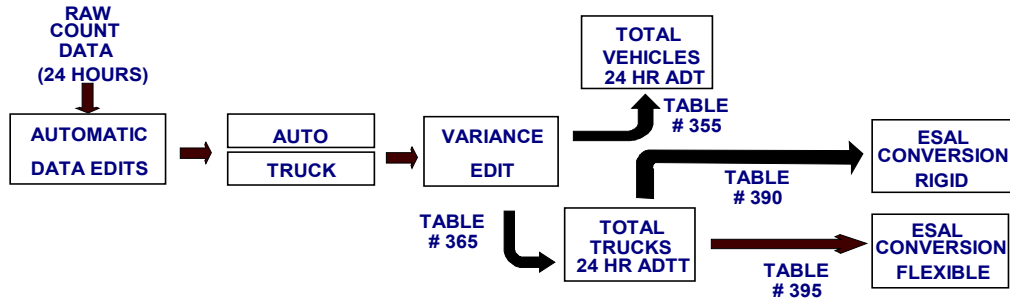 RAW
COUNT
DATA
(24 HOURS)
AUTOMATIC
DATA EDITS
AUTO
TRUCK
VARIANCE
EDIT
TOTAL
VEHICLES
24 HR ADT
TABLE
# 355
TABLE
# 365
TOTAL
TRUCKS
24 HR ADTT
TABLE
# 390
ESAL
CONVERSION
RIGID
TABLE
# 395
ESAL
CONVERSION
FLEXIBLE